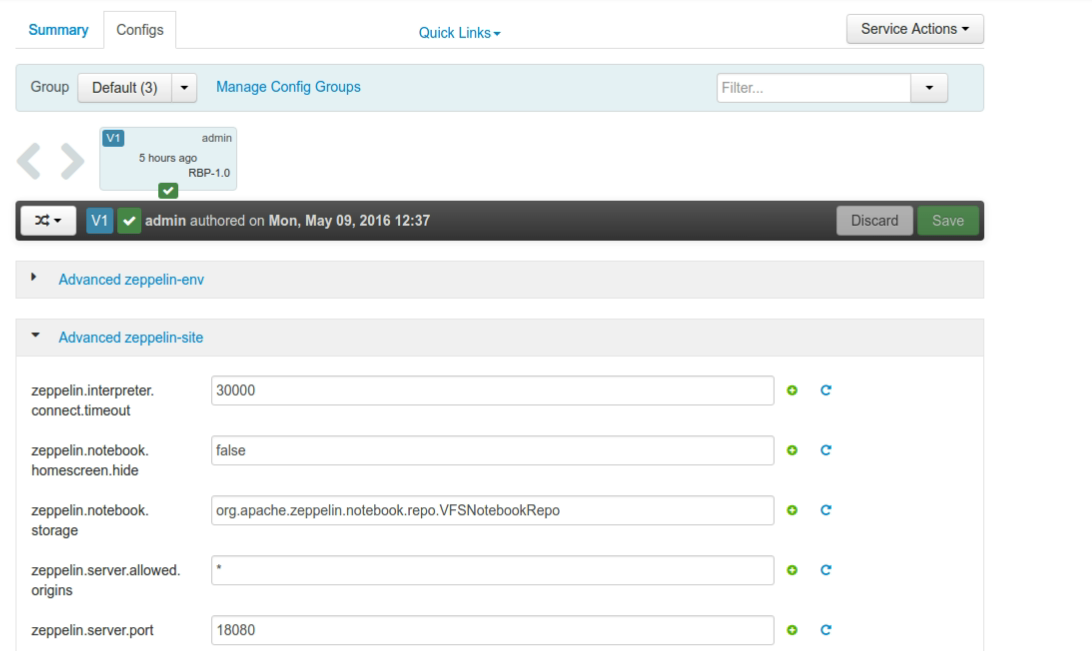 Summary Configs Quick Links Service Actions
Group Default (3) Manage Config Groups Filter...
V1 admin
5 hours ago
RBP-1.0
V1 admin authored on Mon, May 09, 2016 12:37 Discard Save
Advanced zeppelin-env
Advanced zeppelin-site
zeppelin.interpreter. 30000
connect.timeout
zeppelin.notebook. false
homescreen.hide
zeppelin.notebook. org.apache.zeppelin.notebook.repo.VFSNotebookRepo
storage
zeppelin.server.allowed. *
origins
zeppelin.server.port 18080